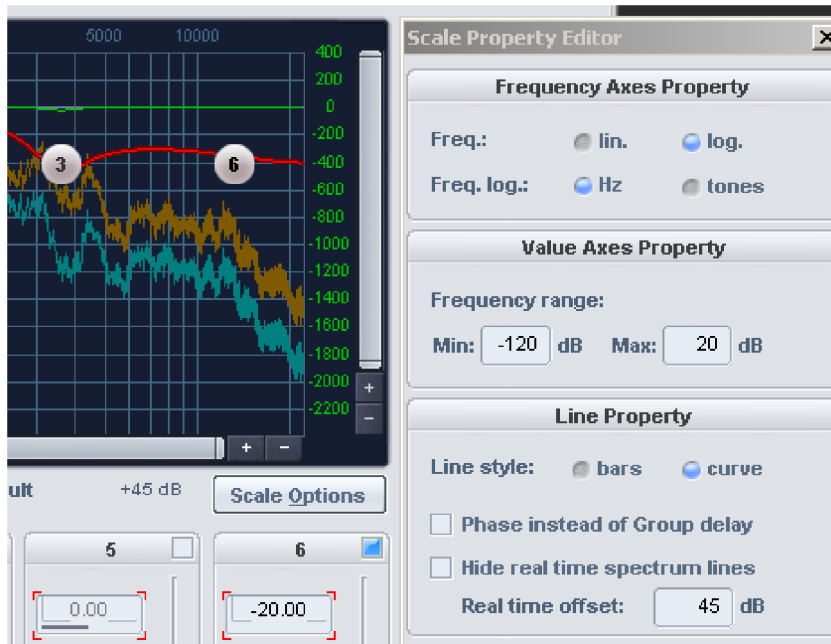 5000 10000
400
200
0
-200
-400
-600
-800
-1000
-1200
-1400
-1600
-1800
-2000
-2200
3
6
+
-
+ -
ult +45 dB Scale Options
5
6
0.00
-20.00
Scale Property Editor
Frequency Axes Property
Freq.: lin. log.
Freq. log.: Hz tones
Value Axes Property
Frequency range:
Min: -120 dB Max: 20 dB
Line Property
Line style: bars curve
Phase instead of Group delay
Hide real time spectrum lines
Real time offset: 45 dB